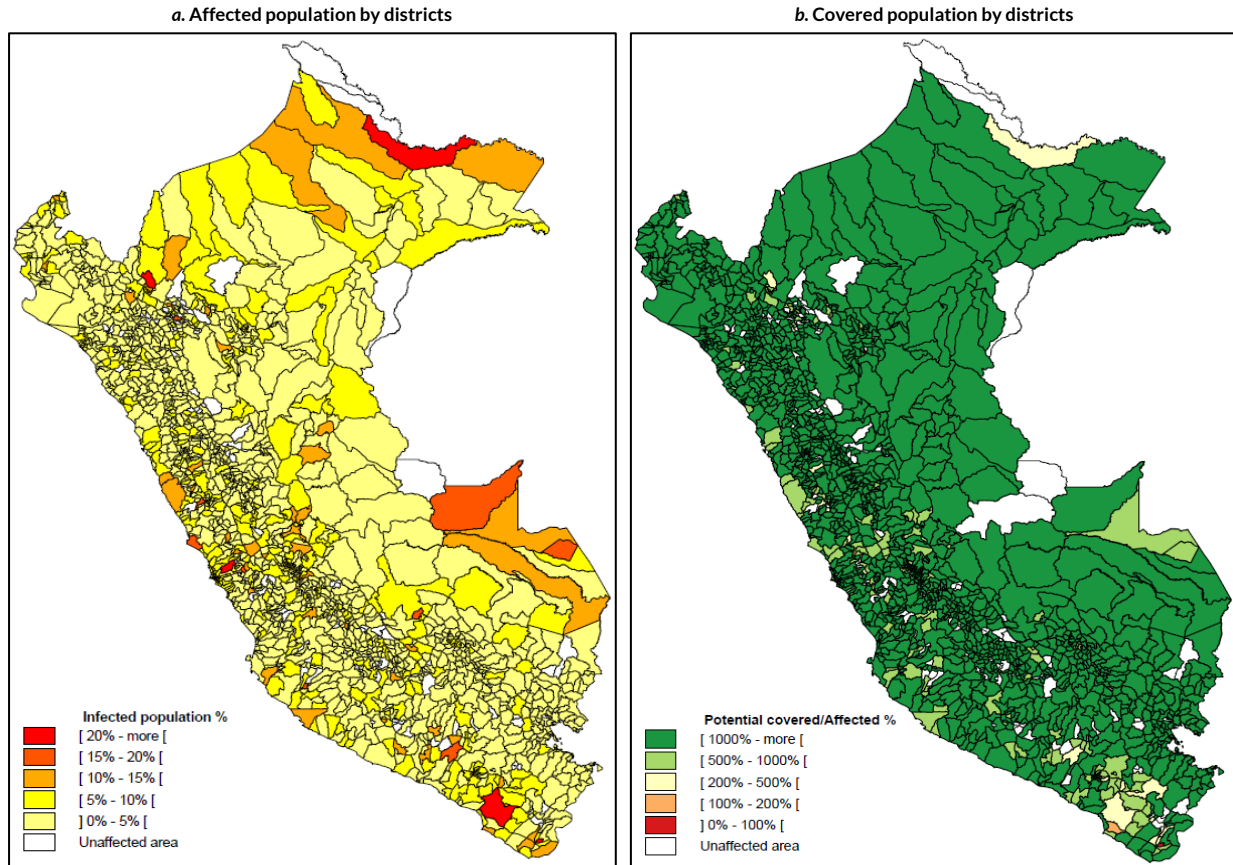 a. Affected population by districts
b. Covered population by districts
Infected population %
[ 20% - more [
[ 15% - 20% [
[ 10% - 15% [
[ 5% - 10% [
] 0% - 5% [
Unaffected area
Potential covered/Affected %
[ 1000% - more [
[ 500% - 1000% [
[ 200% - 500% [
[ 100% - 200% [
] 0% - 100% [
Unaffected area